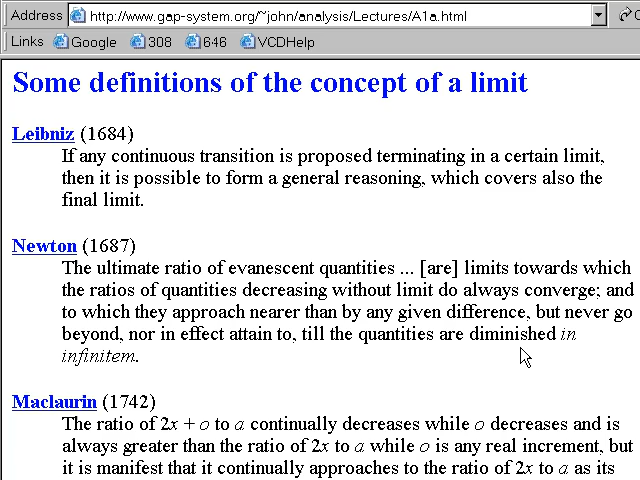 Address http://www.gap-system.org/~john/analysis/Lectures/A1a.html
Links Google 308 646 VCDHelp
Some definitions of the concept of a limit
Leibniz (1684)
If any continuous transition is proposed terminating in a certain limit,
then it is possible to form a general reasoning, which covers also the
final limit.
Newton (1687)
The ultimate ratio of evanescent quantities ... [are] limits towards which
the ratios of quantities decreasing without limit do always converge; and
to which they approach nearer than by any given difference, but never go
beyond, nor in effect attain to, till the quantities are diminished in
infinitem.
Maclaurin (1742)
The ratio of 2x + o to a continually decreases while o decreases and is
always greater than the ratio of 2x to a while o is any real increment, but
it is manifest that it continually approaches to the ratio of 2x to a as its